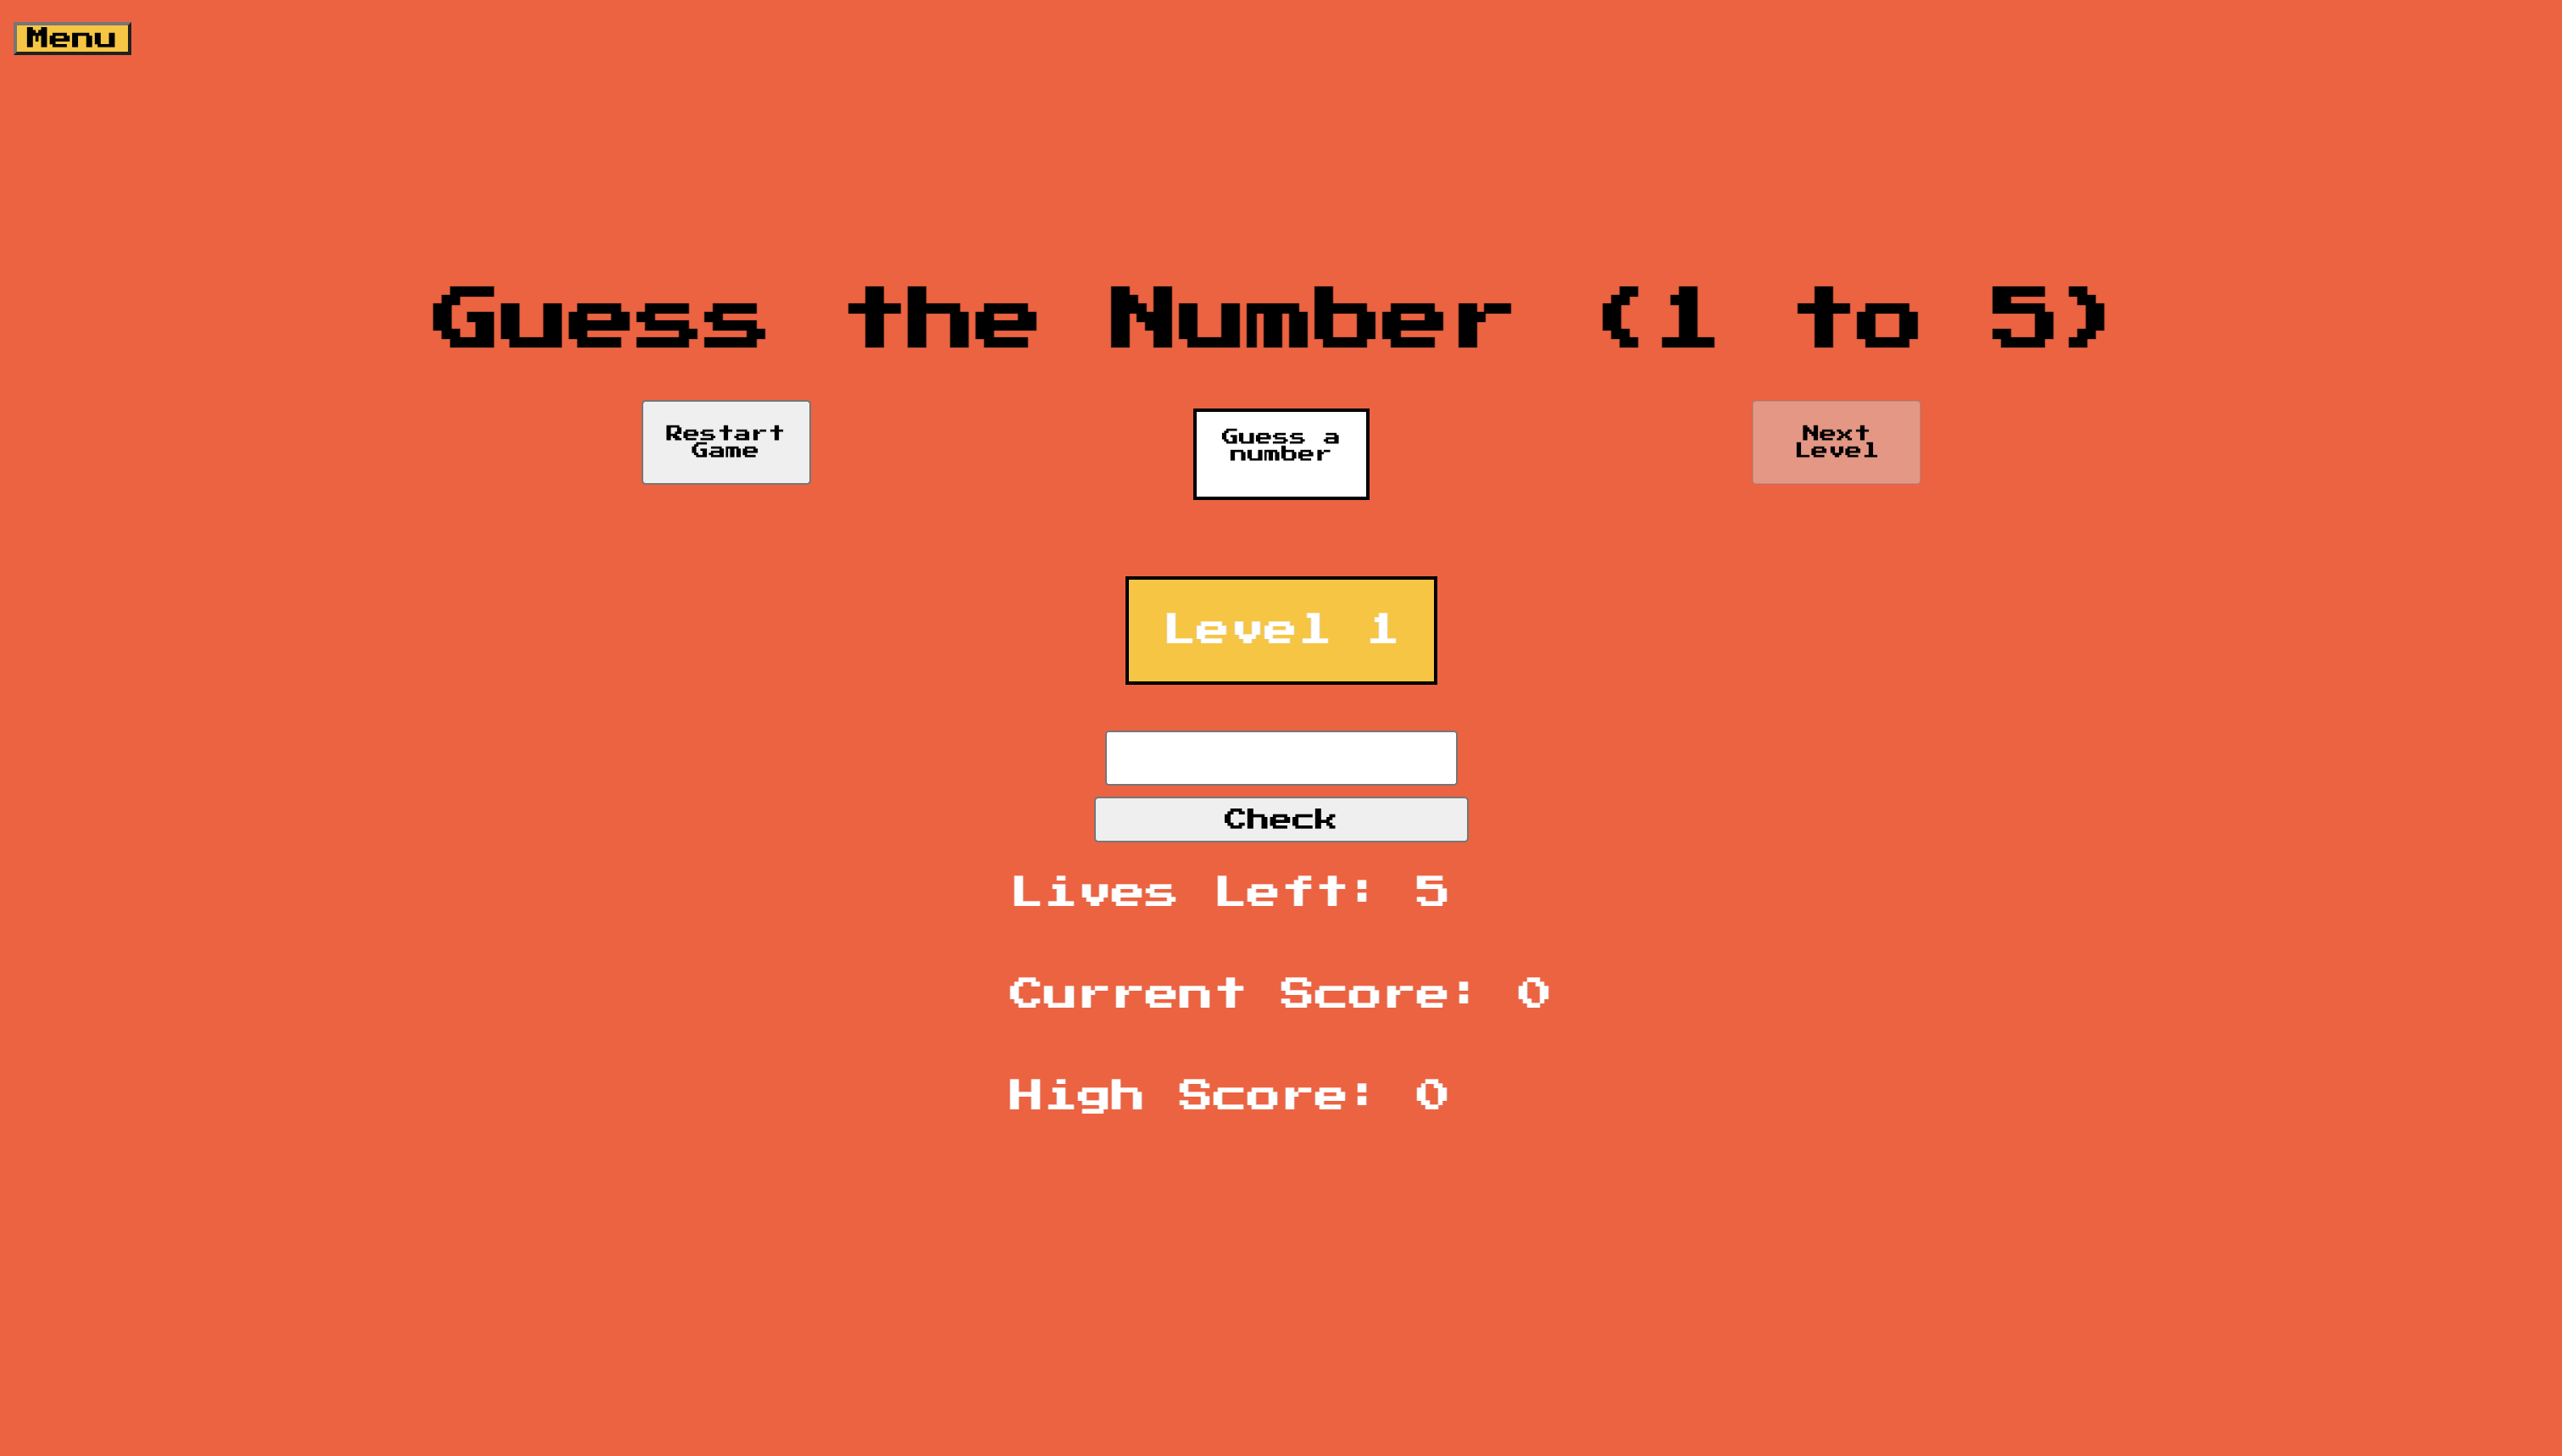 Menu
Guess the Number (1 to 5)
Restart
Game
Guess a
number
Next
Level
Level 1
Check
Lives Left: 5
Current Score: 0
High Score: 0